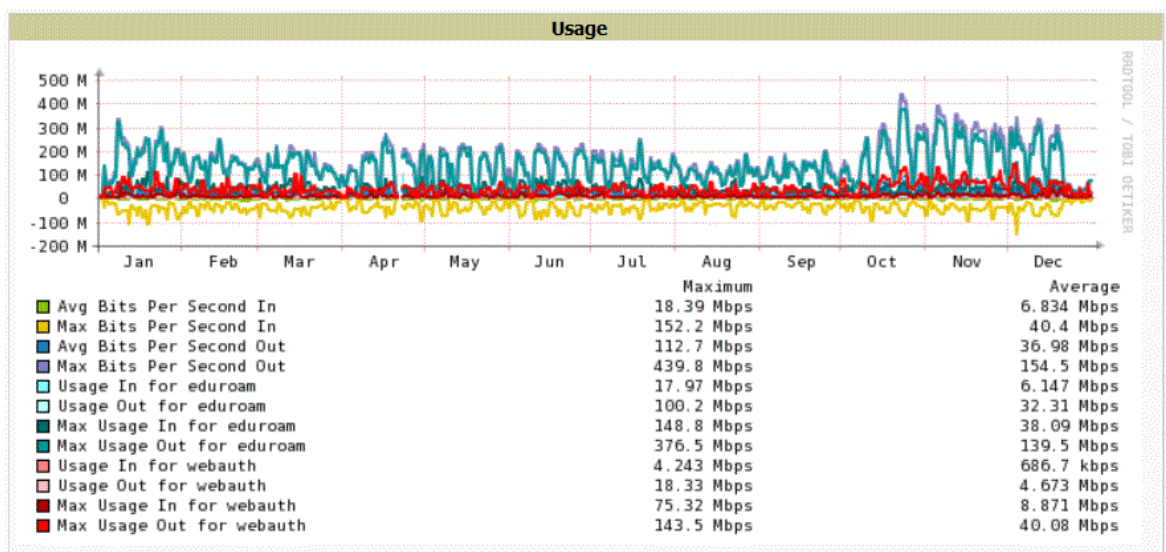 Usage
RRDTOOL / TOBI OETIKER
500 M
400 M
300 M
200 M
100 M
0
-100 M
-200 M
Jan Feb Mar Apr May Jun Jul Aug Sep Oct Nov Dec
Maximum Average
Avg Bits Per Second In 18.39 Mbps 6.834 Mbps
Max Bits Per Second In 152.2 Mbps 40.4 Mbps
Avg Bits Per Second Out 112.7 Mbps 36.98 Mbps
Max Bits Per Second Out 439.8 Mbps 154.5 Mbps
Usage In for eduroam 17.97 Mbps 6.147 Mbps
Usage Out for eduroam 100.2 Mbps 32.31 Mbps
Max Usage In for eduroam 148.8 Mbps 38.09 Mbps
Max Usage Out for eduroam 376.5 Mbps 139.5 Mbps
Usage In for webauth 4.243 Mbps 686.7 kbps
Usage Out for webauth 18.33 Mbps 4.673 Mbps
Max Usage In for webauth 75.32 Mbps 8.871 Mbps
Max Usage Out for webauth 143.5 Mbps 40.08 Mbps